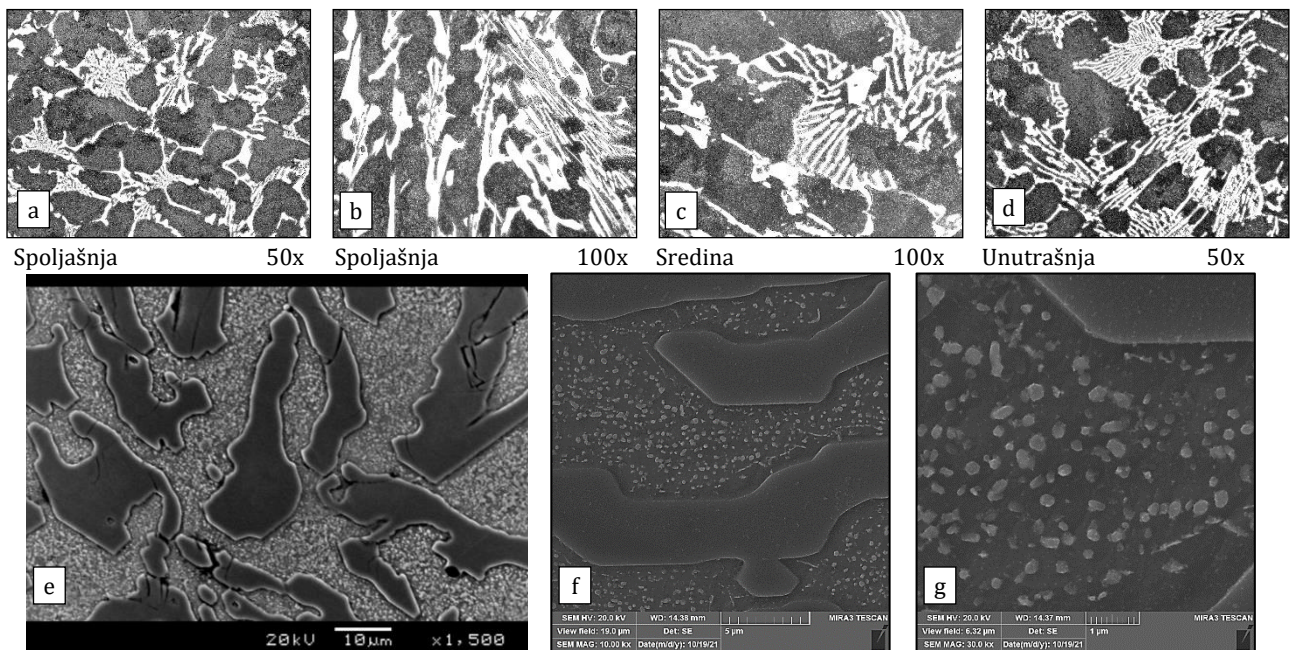 a
b
c
d
Spoljašnja 50x
Spoljašnja 100x
Sredina 100x
Unutrašnja 50x
e
20kV 10µm x1,500
f
SEM HV: 20.0 kV WD: 14.38 mm MIRA3 TESCAN
View field: 19.0 µm Det: SE 5 µm
SEM MAG: 10.00 kx Date(m/d/y): 10/19/21
g
SEM HV: 20.0 kV WD: 14.37 mm MIRA3 TESCAN
View field: 6.32 µm Det: SE 1 µm
SEM MAG: 30.0 kx Date(m/d/y): 10/19/21